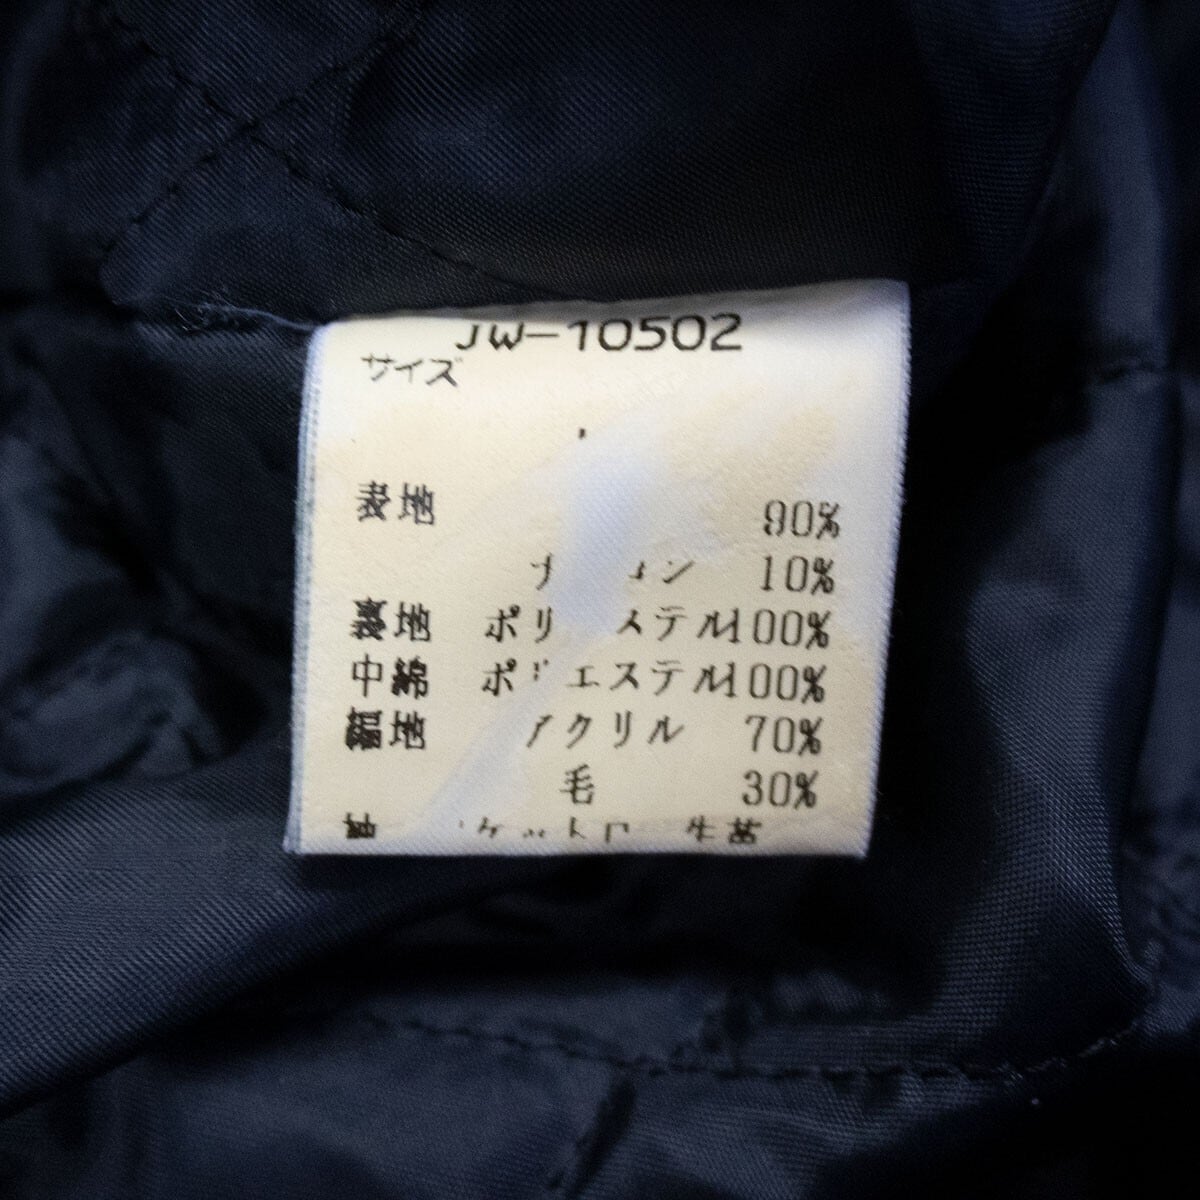 JW-10502
サイズ
表地 90%
ナイロン 10%
裏地 ポリエステル100%
中綿 ポリエステル100%
編地 アクリル 70%
毛 30%